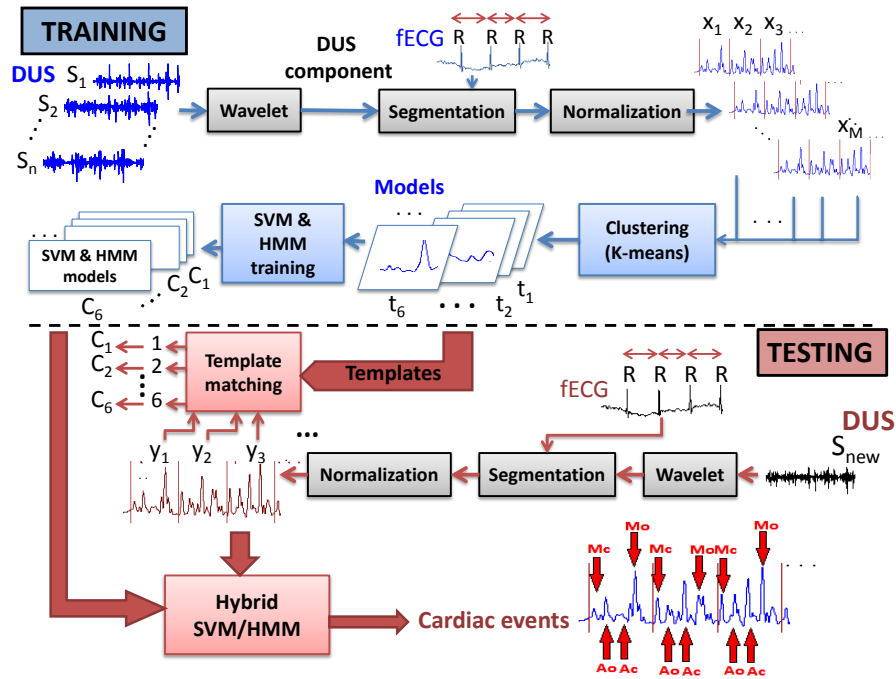 TRAINING
DUS
S1
S2
Sn
Wavelet
DUS
component
fECG
R R R R
Segmentation
Normalization
x1 x2 x3 ...
xM ...
Models
SVM & HMM models
C6 ... C2 C1
SVM &
HMM
training
...
t6 ... t2 t1
Clustering
(K-means)
...
TESTING
C1 1
C2 2
C6 6
Template
matching
Templates
fECG
R R R R
DUS
Snew
y1 y2 y3 ...
Normalization
Segmentation
Wavelet
Hybrid
SVM/HMM
Cardiac events
Mc Mo Mc Mo Mc Mo
...
Ao Ac Ao Ac Ao Ac